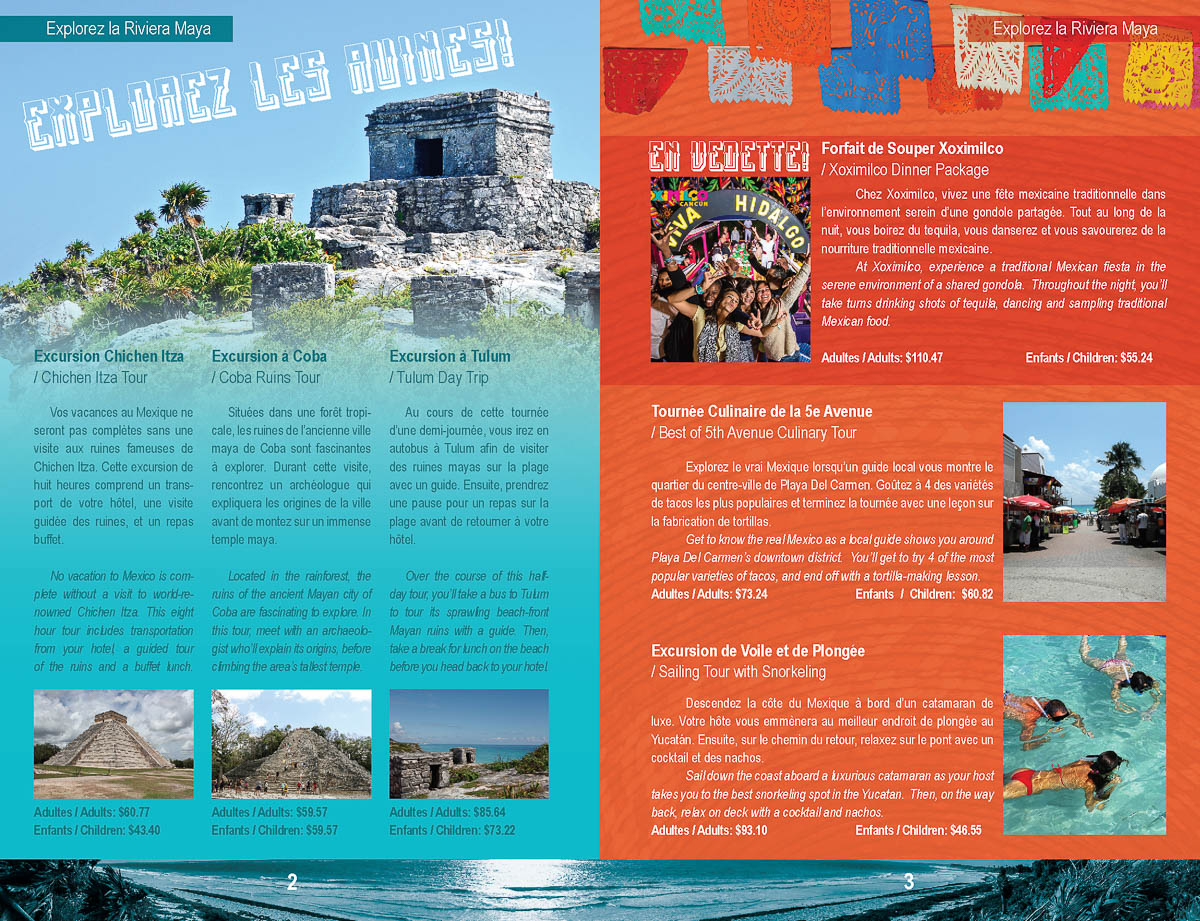 Explorez la Riviera Maya
EXPLOREZ LES RUINES!
Excursion Chichen Itza
/ Chichen Itza Tour
Vos vacances au Mexique ne
seront pas complètes sans une
visite aux ruines fameuses de
Chichen Itza. Cette excursion de
huit heures comprend un trans-
port de votre hôtel, une visite
guidée des ruines, et un repas
buffet.
No vacation to Mexico is com-
plete without a visit to world-re-
nowned Chichen Itza. This eight
hour tour includes transportation
from your hotel, a guided tour
of the ruins and a buffet lunch.
Adultes / Adults: $60.77
Enfants / Children: $43.40
Excursion à Coba
/ Coba Ruins Tour
Situées dans une forêt tropi-
cale, les ruines de l'ancienne ville
maya de Coba sont fascinantes
à explorer. Durant cette visite,
rencontrez un archéologue qui
expliquera les origines de la ville
avant de montez sur un immense
temple maya.
Located in the rainforest, the
ruins of the ancient Mayan city of
Coba are fascinating to explore. In
this tour, meet with an archaeolo-
gist who'll explain its origins, before
climbing the area's tallest temple.
Adultes / Adults: $59.57
Enfants / Children: $59.57
Excursion à Tulum
/ Tulum Day Trip
Au cours de cette tournée
d'une demi-journée, vous irez en
autobus à Tulum afin de visiter
des ruines mayas sur la plage
avec un guide. Ensuite, prendrez
une pause pour un repas sur la
plage avant de retourner à votre
hôtel.
Over the course of this half-
day tour, you'll take a bus to Tulum
to tour its sprawling beach-front
Mayan ruins with a guide. Then,
take a break for lunch on the beach
before you head back to your hotel.
Adultes / Adults: $85.64
Enfants / Children: $73.22
2
Explorez la Riviera Maya
EN VEDETTE!
XIMILCO
CANCÚN
VIVA HIDALGO
Forfait de Souper Xoximilco
/ Xoximilco Dinner Package
Chez Xoximilco, vivez une fête mexicaine traditionnelle dans
l'environnement serein d'une gondole partagée. Tout au long de la
nuit, vous boirez du tequila, vous danserez et vous savourerez de la
nourriture traditionnelle mexicaine.
At Xoximilco, experience a traditional Mexican fiesta in the
serene environment of a shared gondola. Throughout the night, you'll
take turns drinking shots of tequila, dancing and sampling traditional
Mexican food.
Adultes / Adults: $110.47 Enfants / Children: $55.24
Tournée Culinaire de la 5e Avenue
/ Best of 5th Avenue Culinary Tour
Explorez le vrai Mexique lorsqu'un guide local vous montre le
quartier du centre-ville de Playa Del Carmen. Goûtez à 4 des variétés
de tacos les plus populaires et terminez la tournée avec une leçon sur
la fabrication de tortillas.
Get to know the real Mexico as a local guide shows you around
Playa Del Carmen's downtown district. You'll get to try 4 of the most
popular varieties of tacos, and end off with a tortilla-making lesson.
Adultes / Adults: $73.24 Enfants / Children: $60.82
Excursion de Voile et de Plongée
/ Sailing Tour with Snorkeling
Descendez la côte du Mexique à bord d'un catamaran de
luxe. Votre hôte vous emmènera au meilleur endroit de plongée au
Yucatán. Ensuite, sur le chemin du retour, relaxez sur le pont avec un
cocktail et des nachos.
Sail down the coast aboard a luxurious catamaran as your host
takes you to the best snorkeling spot in the Yucatan. Then, on the way
back, relax on deck with a cocktail and nachos.
Adultes / Adults: $93.10 Enfants / Children: $46.55
3